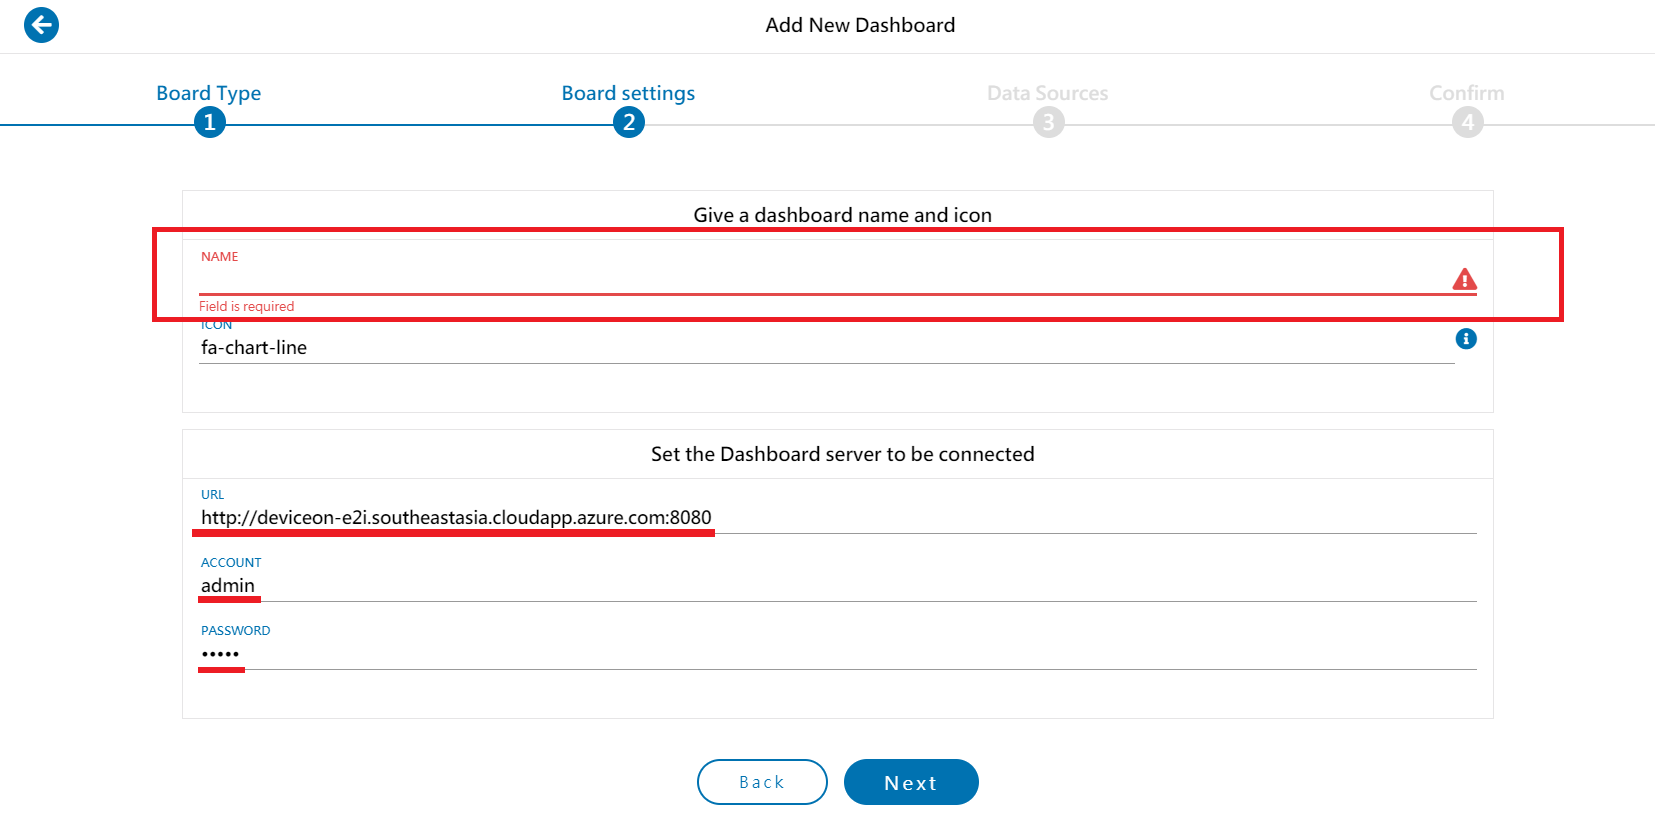 Add New Dashboard
Board Type
Board settings
Data Sources
Confirm
1
2
3
4
Give a dashboard name and icon
NAME
Field is required
ICON
fa-chart-line
Set the Dashboard server to be connected
URL
http://deviceon-e2i.southeastasia.cloudapp.azure.com:8080
ACCOUNT
admin
PASSWORD
•••••
Back
Next